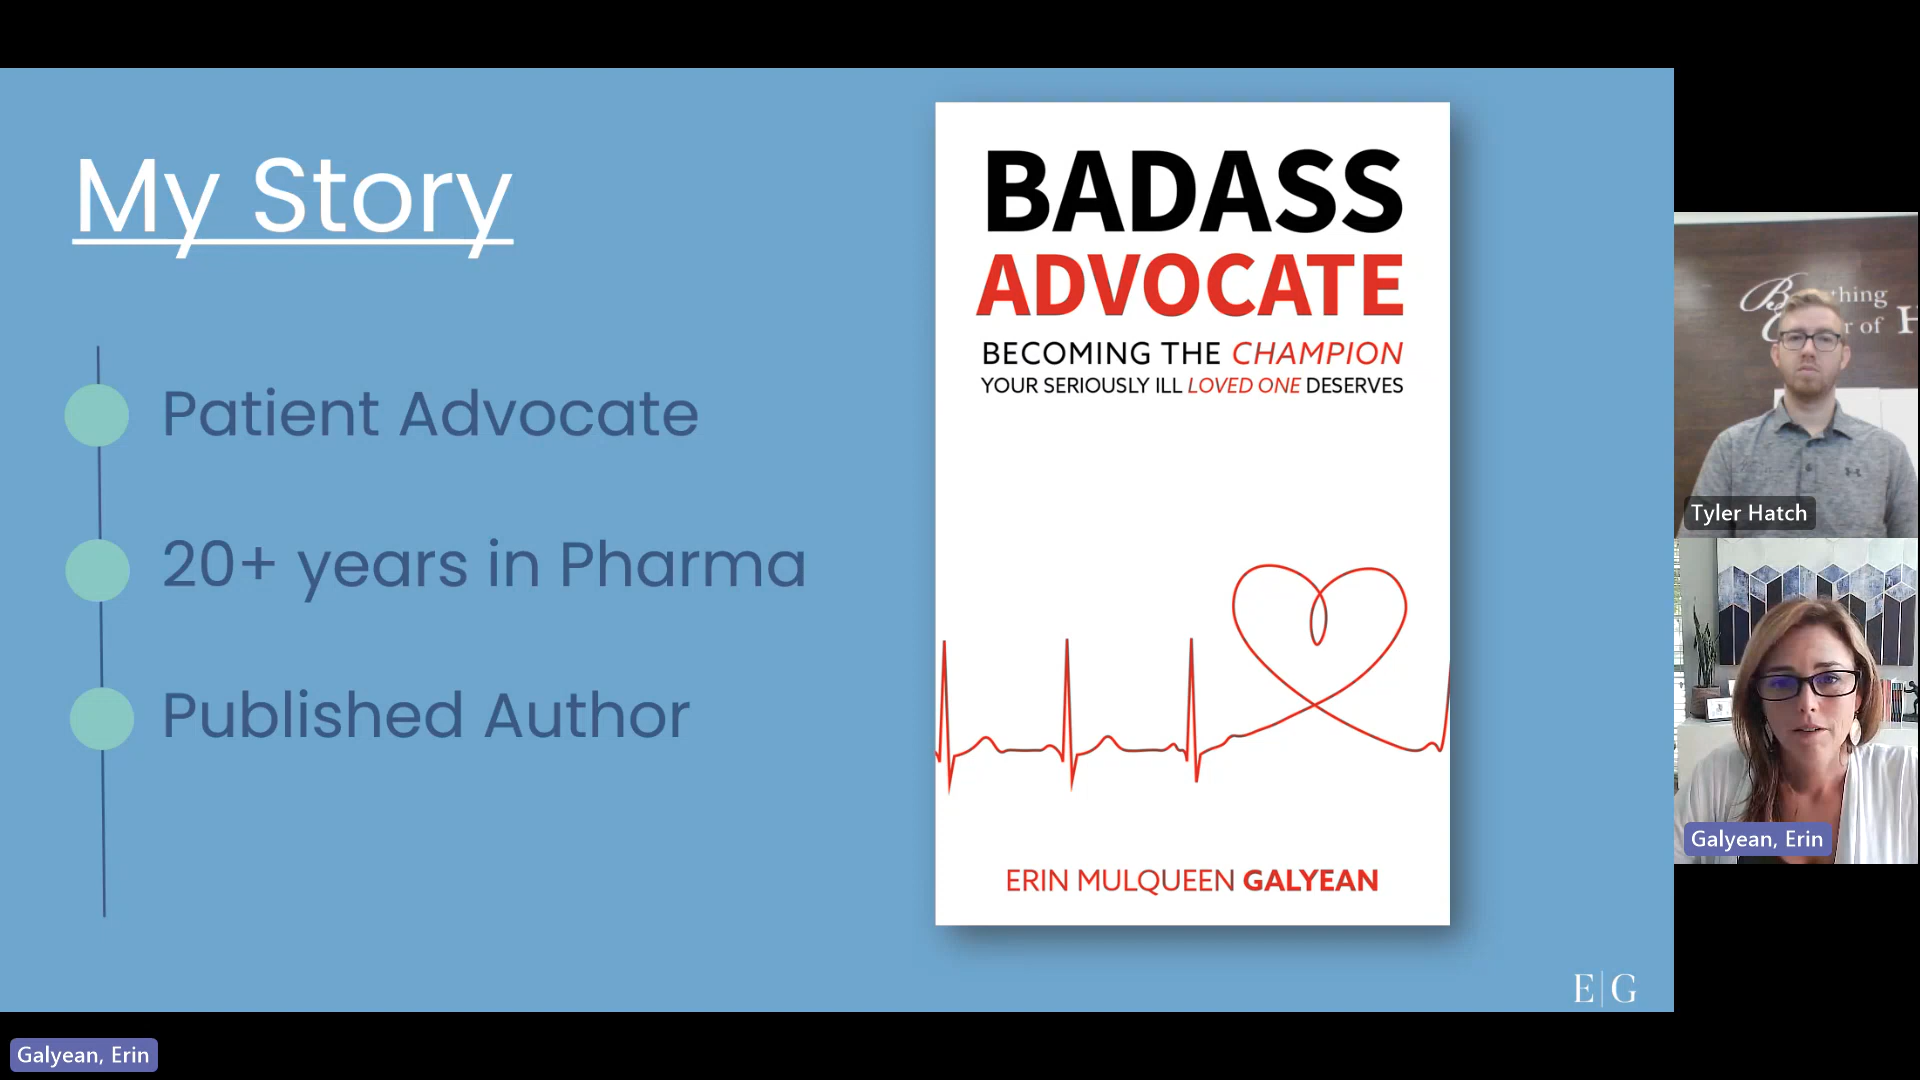 My Story
Patient Advocate
20+ years in Pharma
Published Author
BADASS
ADVOCATE
BECOMING THE CHAMPION
YOUR SERIOUSLY ILL LOVED ONE DESERVES
ERIN MULQUEEN GALYEAN
E|G
of
Tyler Hatch
Galyean, Erin
Galyean, Erin